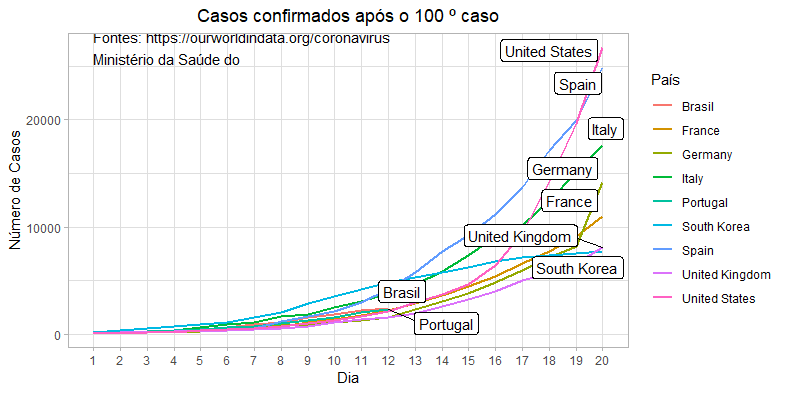 Casos confirmados após o 100 º caso
Fontes: https://ourworldindata.org/coronavirus
Ministério da Saúde do
United States
Spain
Italy
Germany
France
United Kingdom
South Korea
Brasil
Portugal
Número de Casos
20000
10000
0
1 2 3 4 5 6 7 8 9 10 11 12 13 14 15 16 17 18 19 20
Dia
País
Brasil
France
Germany
Italy
Portugal
South Korea
Spain
United Kingdom
United States